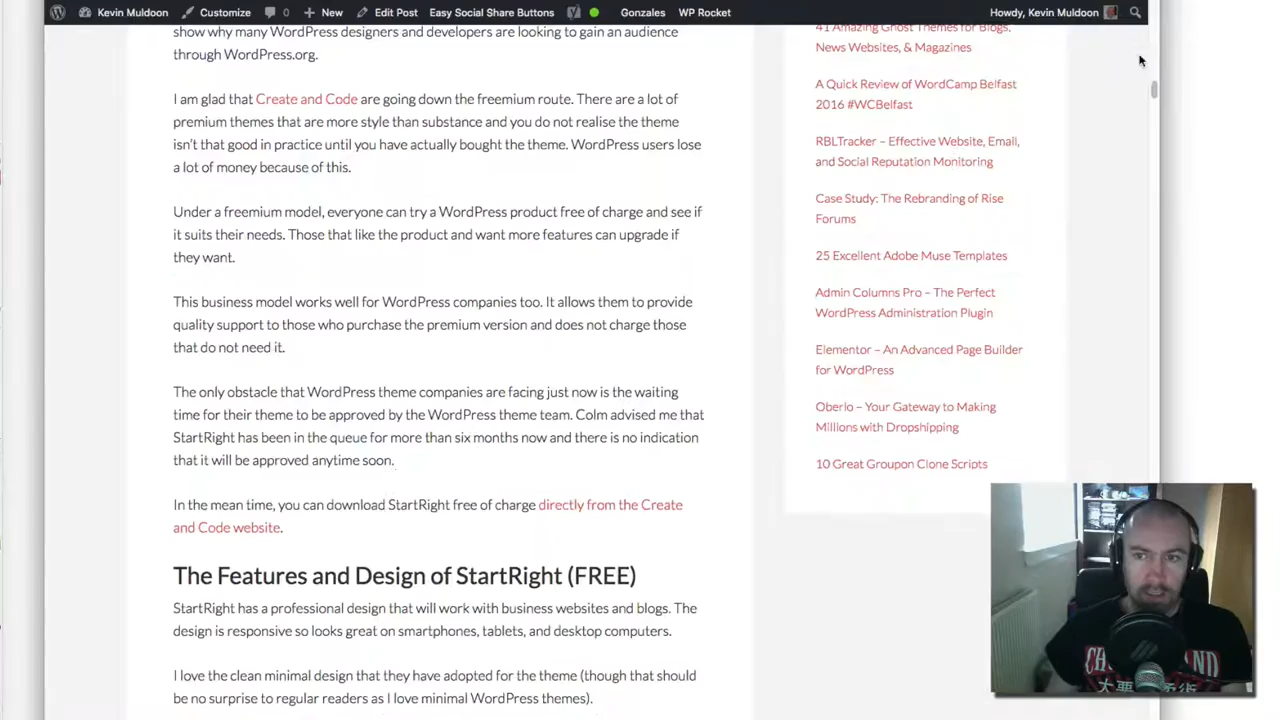 Kevin Muldoon Customize 0 New Edit Post Easy Social Share Buttons Gonzales WP Rocket Howdy, Kevin Muldoon
show why many WordPress designers and developers are looking to gain an audience
through WordPress.org.
I am glad that Create and Code are going down the freemium route. There are a lot of
premium themes that are more style than substance and you do not realise the theme
isn't that good in practice until you have actually bought the theme. WordPress users lose
a lot of money because of this.
Under a freemium model, everyone can try a WordPress product free of charge and see if
it suits their needs. Those that like the product and want more features can upgrade if
they want.
This business model works well for WordPress companies too. It allows them to provide
quality support to those who purchase the premium version and does not charge those
that do not need it.
The only obstacle that WordPress theme companies are facing just now is the waiting
time for their theme to be approved by the WordPress theme team. Colm advised me that
StartRight has been in the queue for more than six months now and there is no indication
that it will be approved anytime soon.
In the mean time, you can download StartRight free of charge directly from the Create
and Code website.
The Features and Design of StartRight (FREE)
StartRight has a professional design that will work with business websites and blogs. The
design is responsive so looks great on smartphones, tablets, and desktop computers.
I love the clean minimal design that they have adopted for the theme (though that should
be no surprise to regular readers as I love minimal WordPress themes).
41 Amazing Ghost Themes for Blogs,
News Websites, & Magazines
A Quick Review of WordCamp Belfast
2016 #WCBelfast
RBLTracker – Effective Website, Email,
and Social Reputation Monitoring
Case Study: The Rebranding of Rise
Forums
25 Excellent Adobe Muse Templates
Admin Columns Pro – The Perfect
WordPress Administration Plugin
Elementor – An Advanced Page Builder
for WordPress
Oberlo – Your Gateway to Making
Millions with Dropshipping
10 Great Groupon Clone Scripts